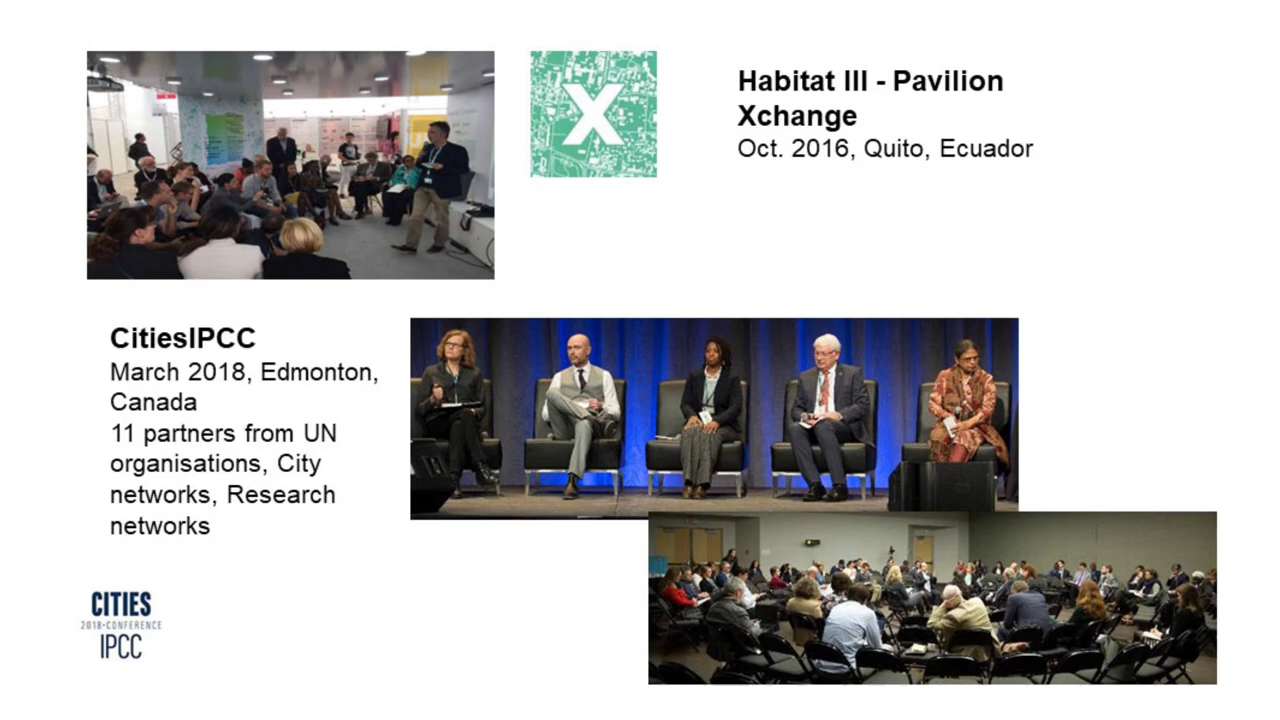 X
Habitat III - Pavilion
Xchange
Oct. 2016, Quito, Ecuador
CitiesIPCC
March 2018, Edmonton,
Canada
11 partners from UN
organisations, City
networks, Research
networks
CITIES
2018•CONFERENCE
IPCC